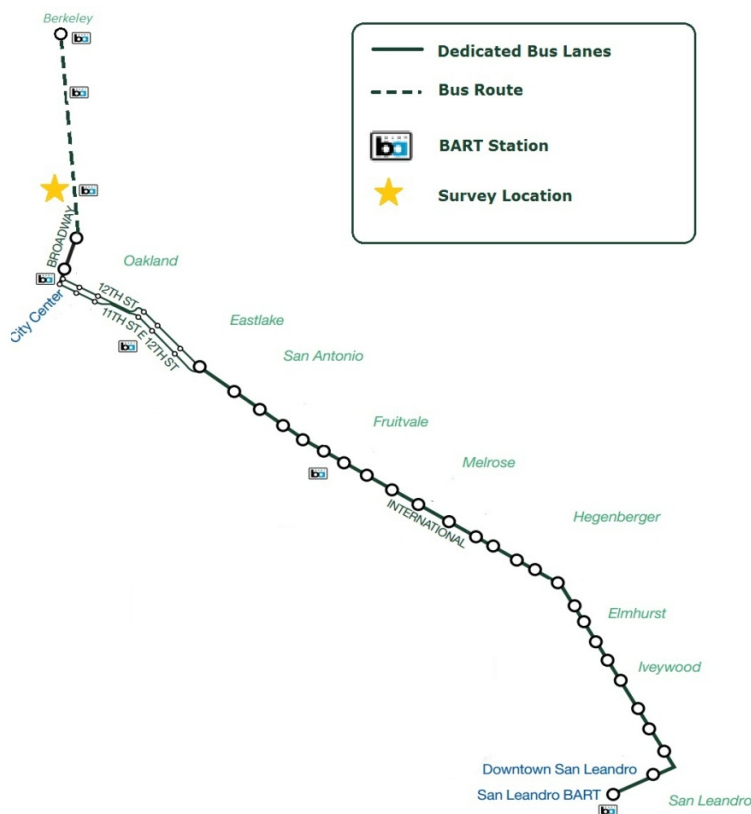 Berkeley
Dedicated Bus Lanes
Bus Route
ba
BART Station
Survey Location
BROADWAY
Oakland
City Center
12TH ST
11TH ST E 12TH ST
Eastlake
San Antonio
Fruitvale
Melrose
INTERNATIONAL
Hegenberger
Elmhurst
Iveywood
Downtown San Leandro
San Leandro BART
San Leandro